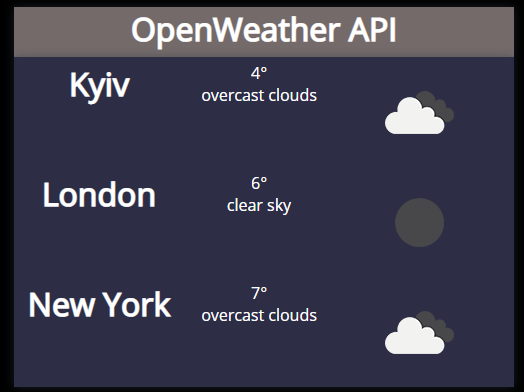 OpenWeather API
Kyiv
4°
overcast clouds
London
6°
clear sky
New York
7°
overcast clouds